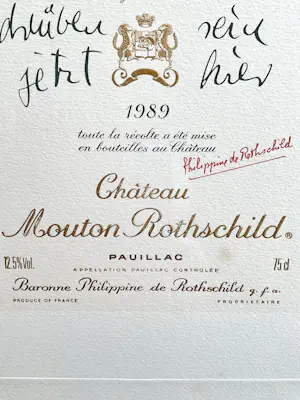 drüben sein
jetzt hier
1989
toute la récolte a été mise
en bouteilles au Château
Philippine de Rothschild
Château
Mouton Rothschild®
PAUILLAC
12.5% Vol. APPELLATION PAUILLAC CONTROLÉE 75 cl
Baronne Philippine de Rothschild g.f.a.
PRODUCE OF FRANCE PROPRIETAIRE